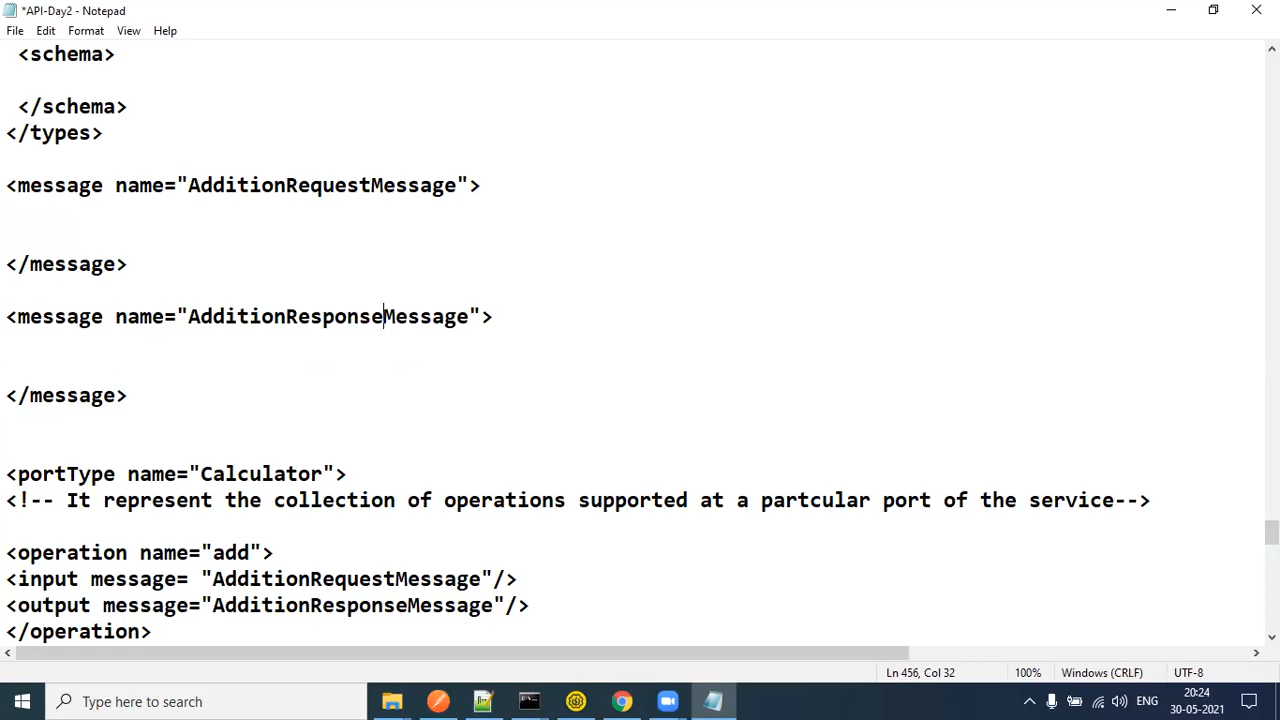 *API-Day2 - Notepad
File Edit Format View Help
<schema>
</schema>
</types>
<message name="AdditionRequestMessage">
</message>
<message name="AdditionResponseMessage">
</message>
<portType name="Calculator">
<!-- It represent the collection of operations supported at a partcular port of the service-->
<operation name="add">
<input message= "AdditionRequestMessage"/>
<output message="AdditionResponseMessage"/>
</operation>
Ln 456, Col 32 100% Windows (CRLF) UTF-8
Type here to search
ENG
20:24
30-05-2021